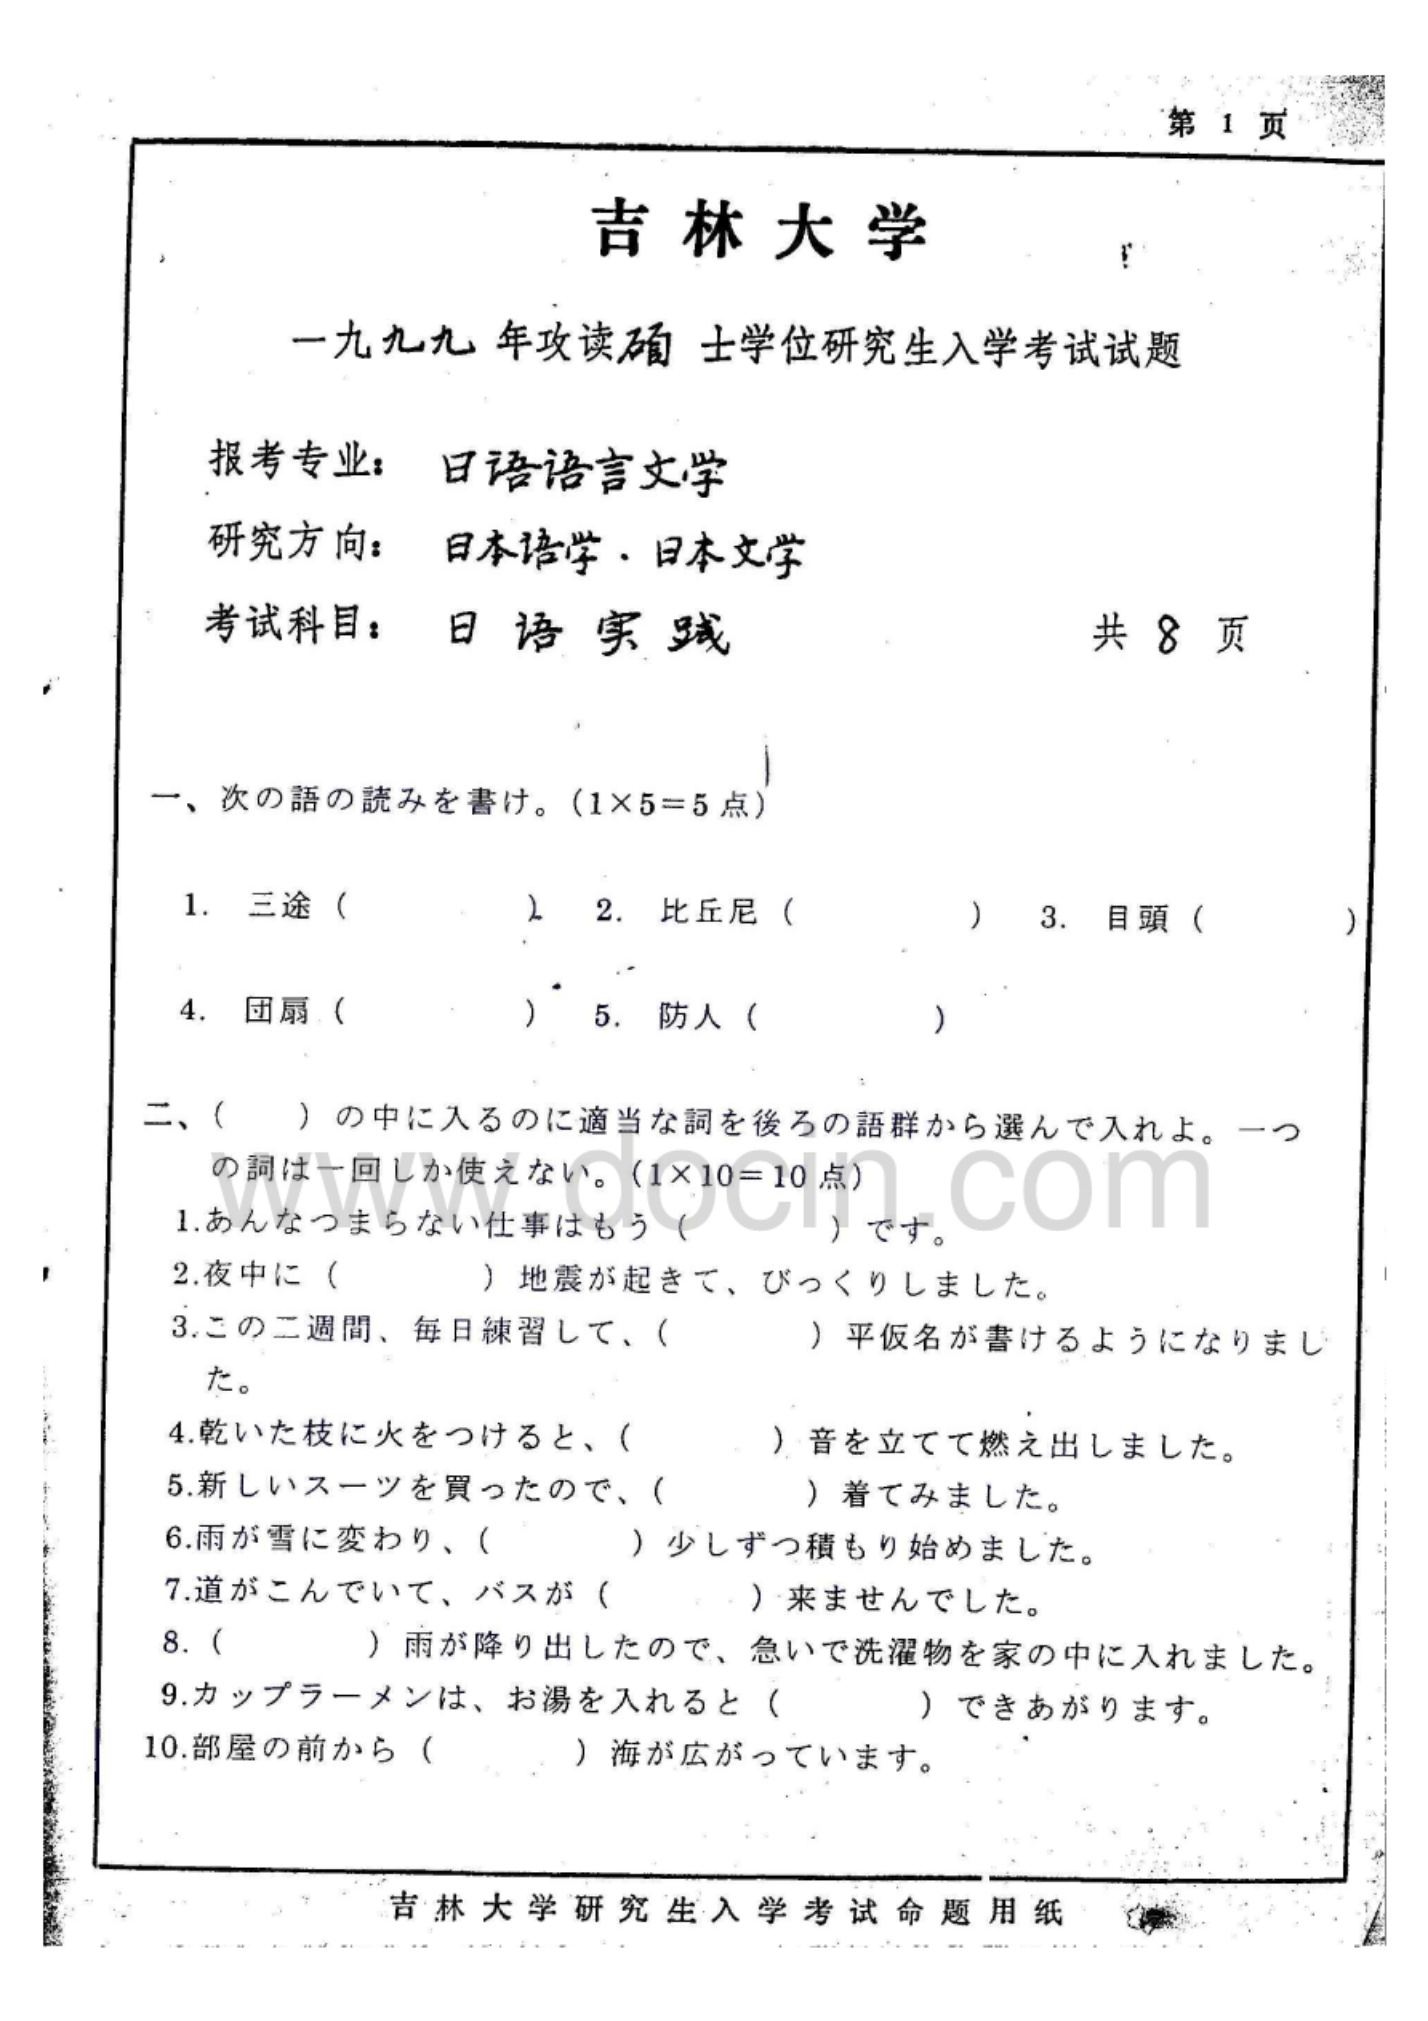 第 1 页
吉林大学
一九九九 年攻读硕 士学位研究生入学考试试题
报考专业: 日语语言文学
研究方向: 日本语学·日本文学
考试科目: 日语实践 共 8 页
一、次の語の読みを書け。(1×5=5 点)
1. 三途 ( ) 2. 比丘尼 ( ) 3. 目頭 ( )
4. 団扇 ( ) 5. 防人 ( )
二、( )の中に入るのに適当な詞を後ろの語群から選んで入れよ。一つ
の詞は一回しか使えない。(1×10=10 点)
1.あんなつまらない仕事はもう ( ) です。
2.夜中に ( ) 地震が起きて、びっくりしました。
3.この二週間、毎日練習して、( ) 平仮名が書けるようになりまし
た。
4.乾いた枝に火をつけると、( ) 音を立てて燃え出しました。
5.新しいスーツを買ったので、( ) 着てみました。
6.雨が雪に変わり、( ) 少しずつ積もり始めました。
7.道がこんでいて、バスが ( ) 来ませんでした。
8. ( ) 雨が降り出したので、急いで洗濯物を家の中に入れました。
9.カップラーメンは、お湯を入れると ( ) できあがります。
10.部屋の前から ( ) 海が広がっています。
吉林大学研究生入学考试命题用纸
www.docin.com